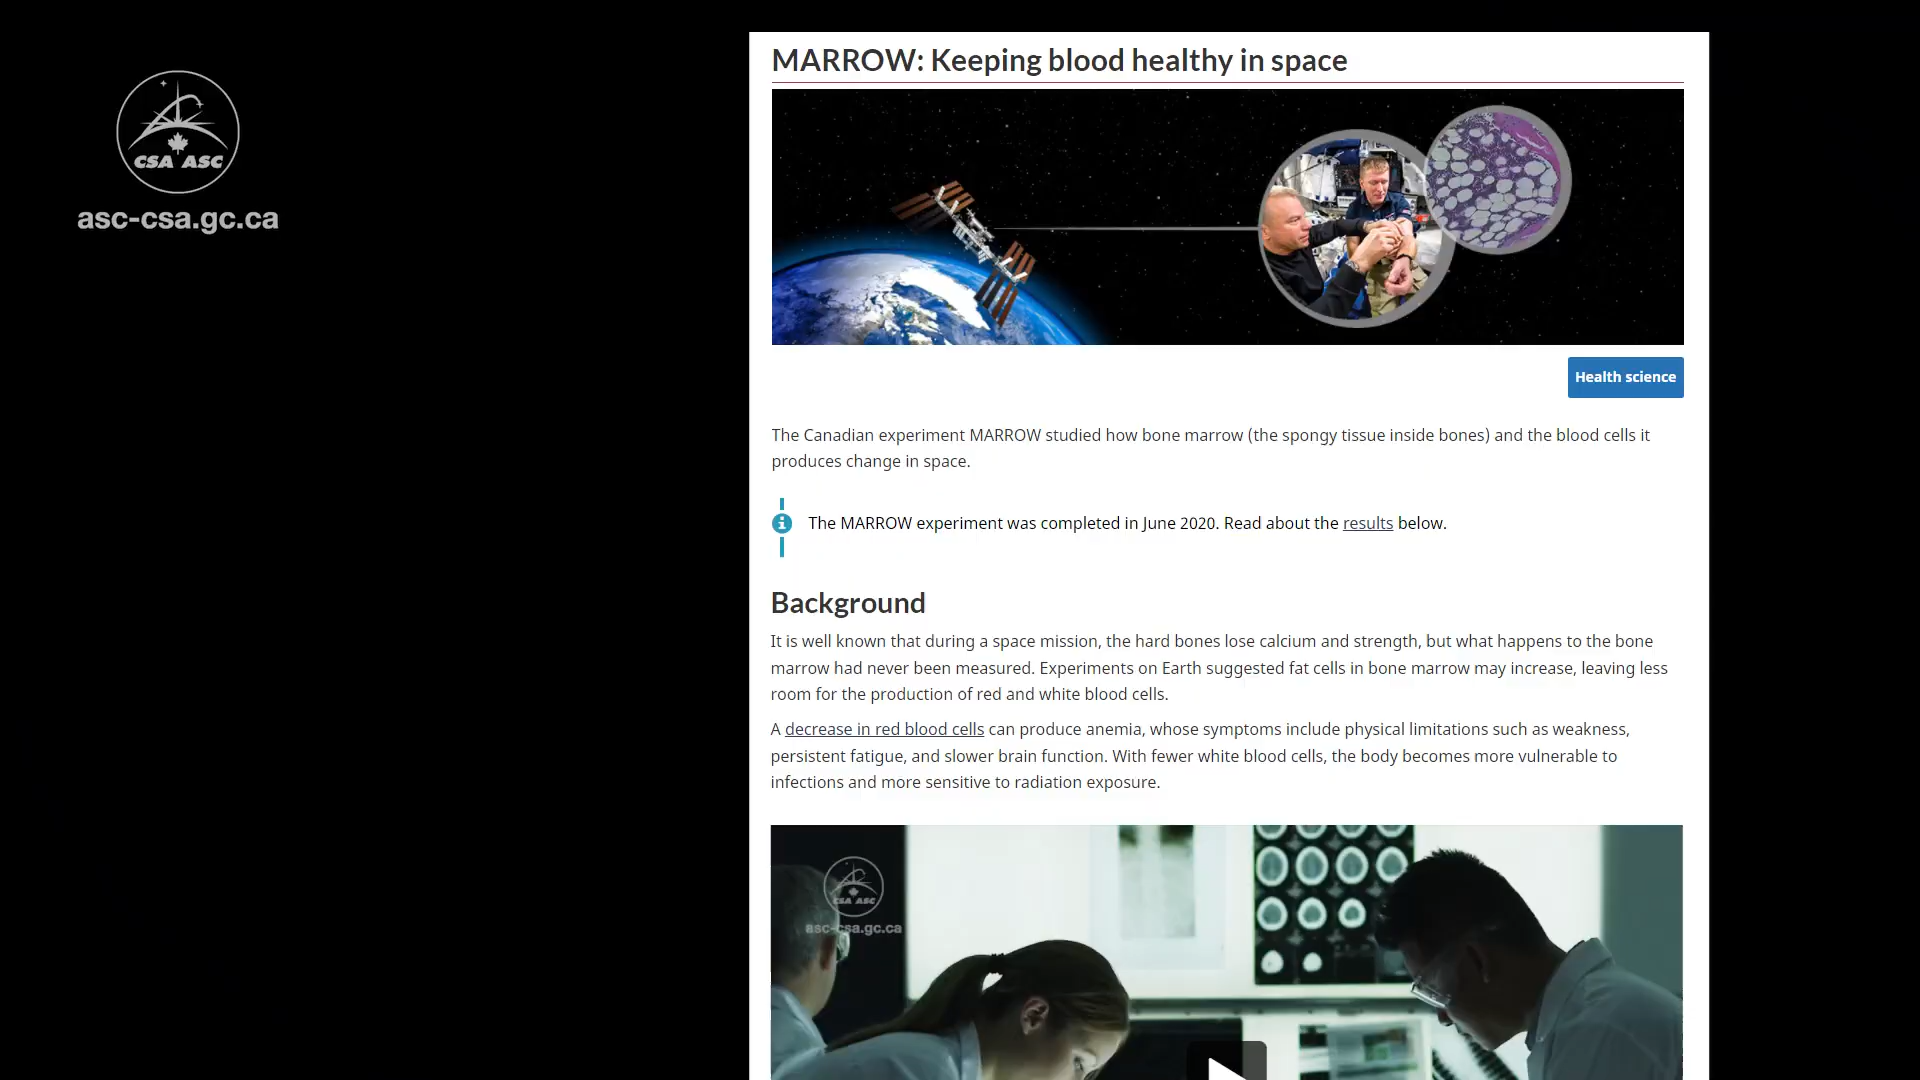 CSA ASC
asc-csa.gc.ca
MARROW: Keeping blood healthy in space
Health science
The Canadian experiment MARROW studied how bone marrow (the spongy tissue inside bones) and the blood cells it
produces change in space.
The MARROW experiment was completed in June 2020. Read about the results below.
Background
It is well known that during a space mission, the hard bones lose calcium and strength, but what happens to the bone
marrow had never been measured. Experiments on Earth suggested fat cells in bone marrow may increase, leaving less
room for the production of red and white blood cells.
A decrease in red blood cells can produce anemia, whose symptoms include physical limitations such as weakness,
persistent fatigue, and slower brain function. With fewer white blood cells, the body becomes more vulnerable to
infections and more sensitive to radiation exposure.
CSA ASC
asc-csa.gc.ca